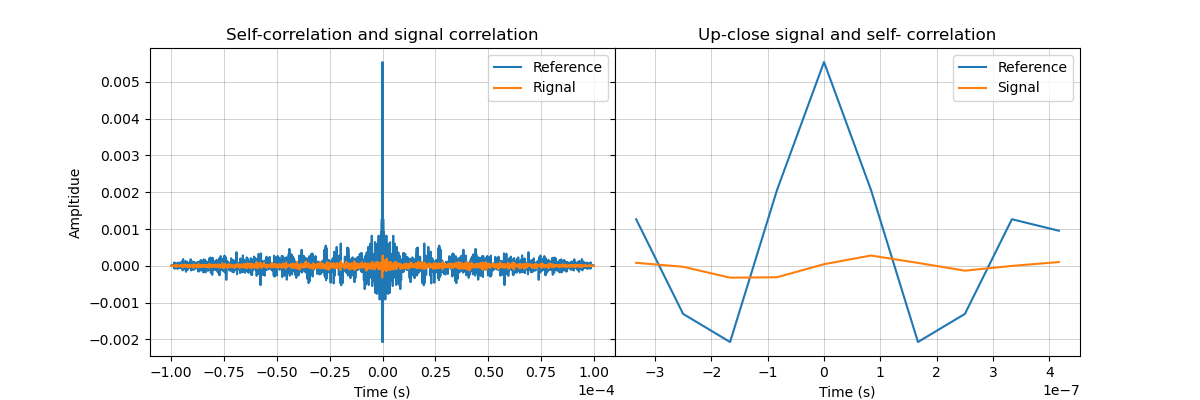 Self-correlation and signal correlation
Up-close signal and self- correlation
Reference
Rignal
Reference
Signal
Ampltidue
0.005
0.004
0.003
0.002
0.001
0.000
−0.001
−0.002
−1.00 −0.75 −0.50 −0.25 0.00 0.25 0.50 0.75 1.00
1e−4
Time (s)
−3 −2 −1 0 1 2 3 4
1e−7
Time (s)